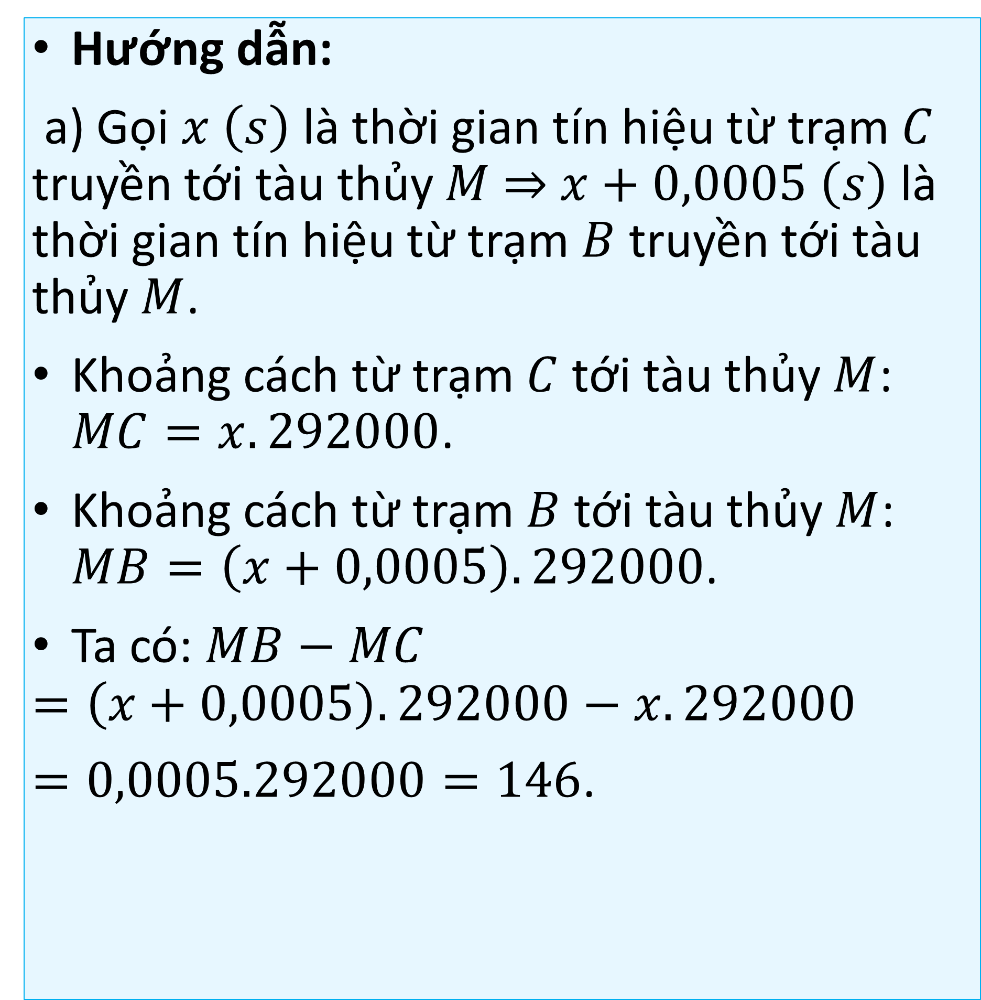 • Hướng dẫn:
a) Gọi 𝑥 (𝑠) là thời gian tín hiệu từ trạm 𝐶
truyền tới tàu thủy 𝑀 ⇒ 𝑥 + 0,0005 (𝑠) là
thời gian tín hiệu từ trạm 𝐵 truyền tới tàu
thủy 𝑀.
• Khoảng cách từ trạm 𝐶 tới tàu thủy 𝑀:
𝑀𝐶 = 𝑥. 292000.
• Khoảng cách từ trạm 𝐵 tới tàu thủy 𝑀:
𝑀𝐵 = (𝑥 + 0,0005). 292000.
• Ta có: 𝑀𝐵 − 𝑀𝐶
= (𝑥 + 0,0005). 292000 − 𝑥. 292000
= 0,0005.292000 = 146.